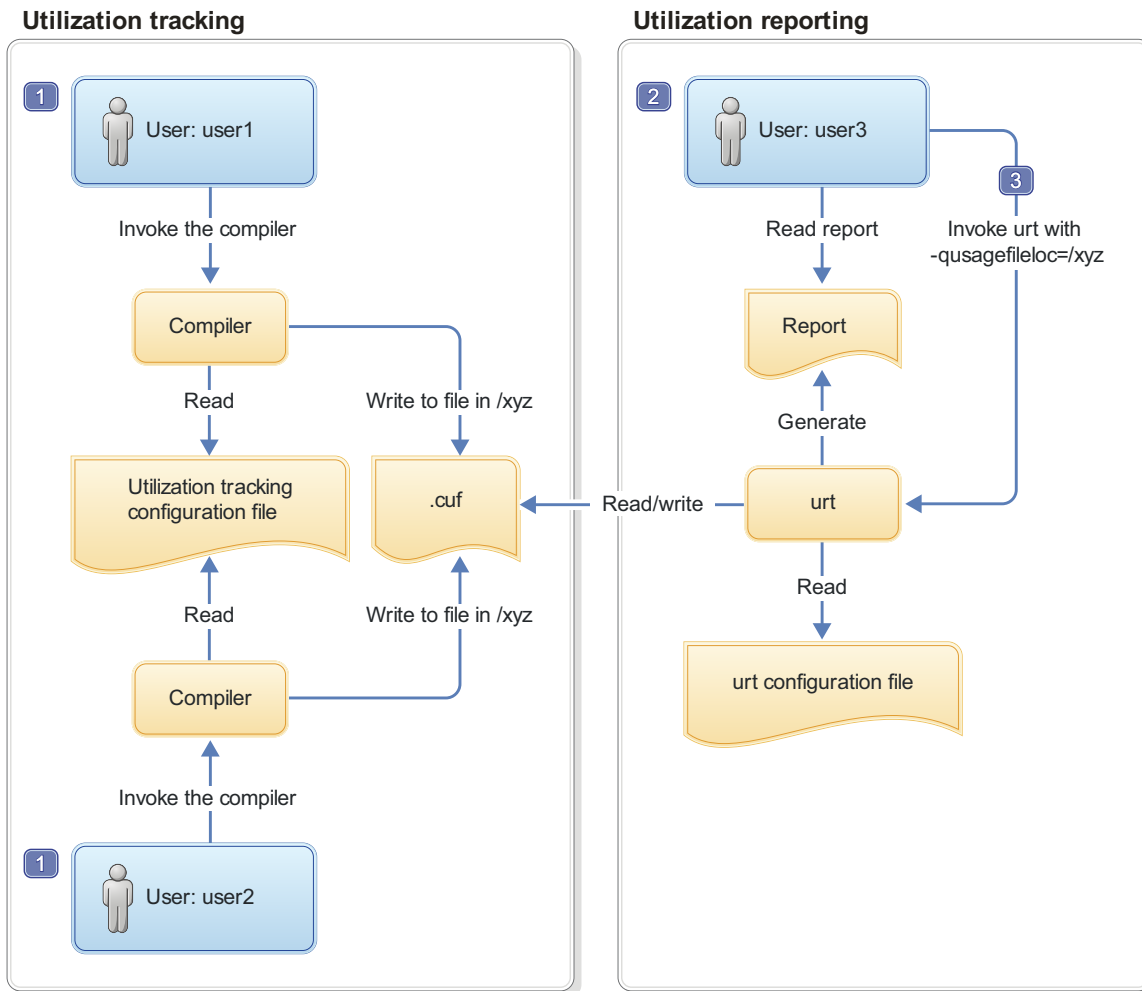 Utilization tracking
1
User: user1
Invoke the compiler
Compiler
Read
Write to file in /xyz
Utilization tracking
configuration file
.cuf
Read
Write to file in /xyz
Compiler
Invoke the compiler
1
User: user2
Utilization reporting
2
User: user3
3
Read report
Invoke urt with
-qusagefileloc=/xyz
Report
Generate
Read/write
urt
Read
urt configuration file